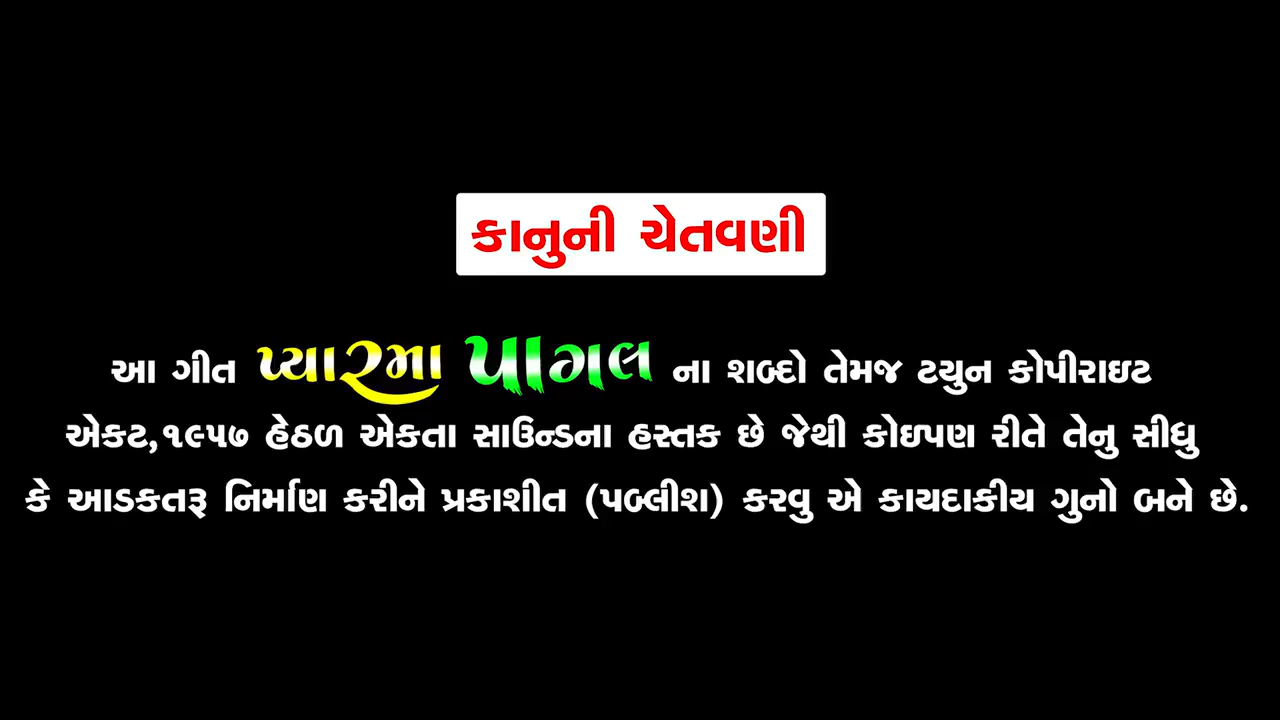 કાનુની ચેતવણી
આ ગીત પ્યારમા પાગલ ના શબ્દો તેમજ ટયુન કોપીરાઇટ
એકટ,૧૯૫૭ હેઠળ એકતા સાઉન્ડના હસ્તક છે જેથી કોઇપણ રીતે તેનુ સીધુ
કે આડકતરૂ નિર્માણ કરીને પ્રકાશીત (પબ્લીશ) કરવુ એ કાયદાકીય ગુનો બને છે.